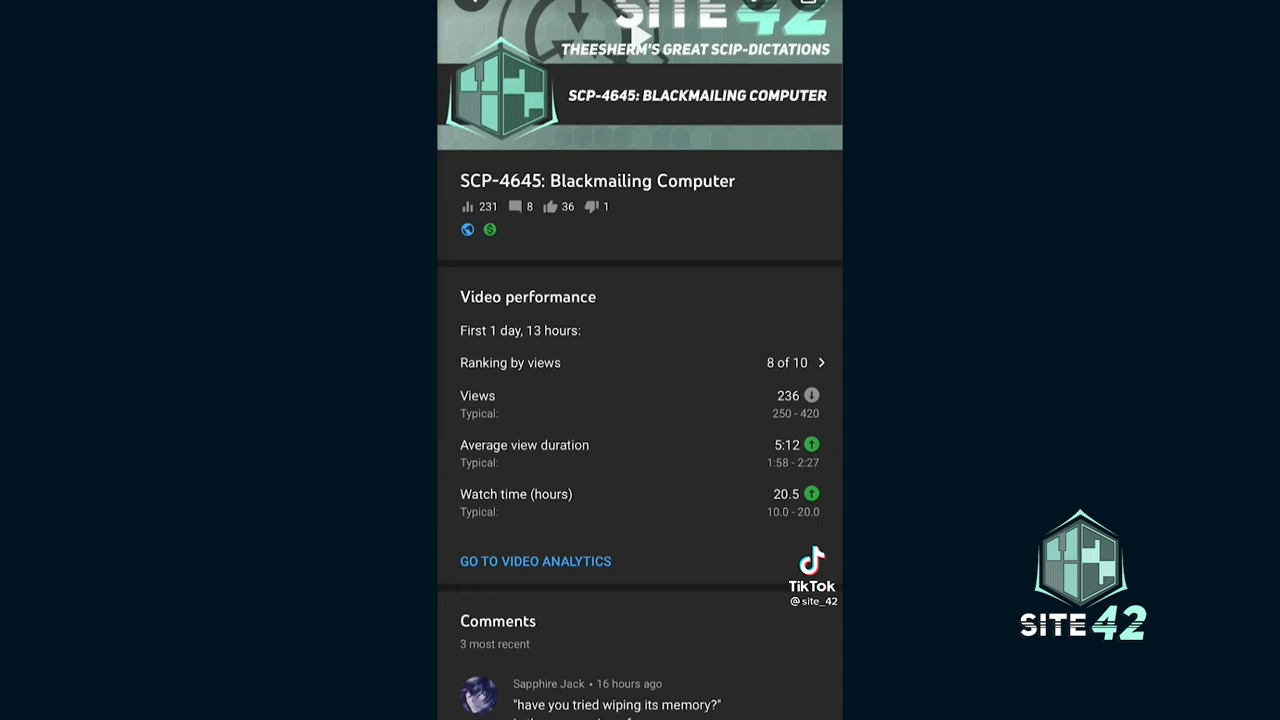 SITE 42
THEESHERM'S GREAT SCIP-DICTATIONS
SCP-4645: BLACKMAILING COMPUTER
SCP-4645: Blackmailing Computer
231 8 36 1
Video performance
First 1 day, 13 hours:
Ranking by views 8 of 10
Views 236
Typical: 250 - 420
Average view duration 5:12
Typical: 1:58 - 2:27
Watch time (hours) 20.5
Typical: 10.0 - 20.0
GO TO VIDEO ANALYTICS
TikTok
@site_42
Comments
3 most recent
Sapphire Jack • 16 hours ago
"have you tried wiping its memory?"
SITE 42